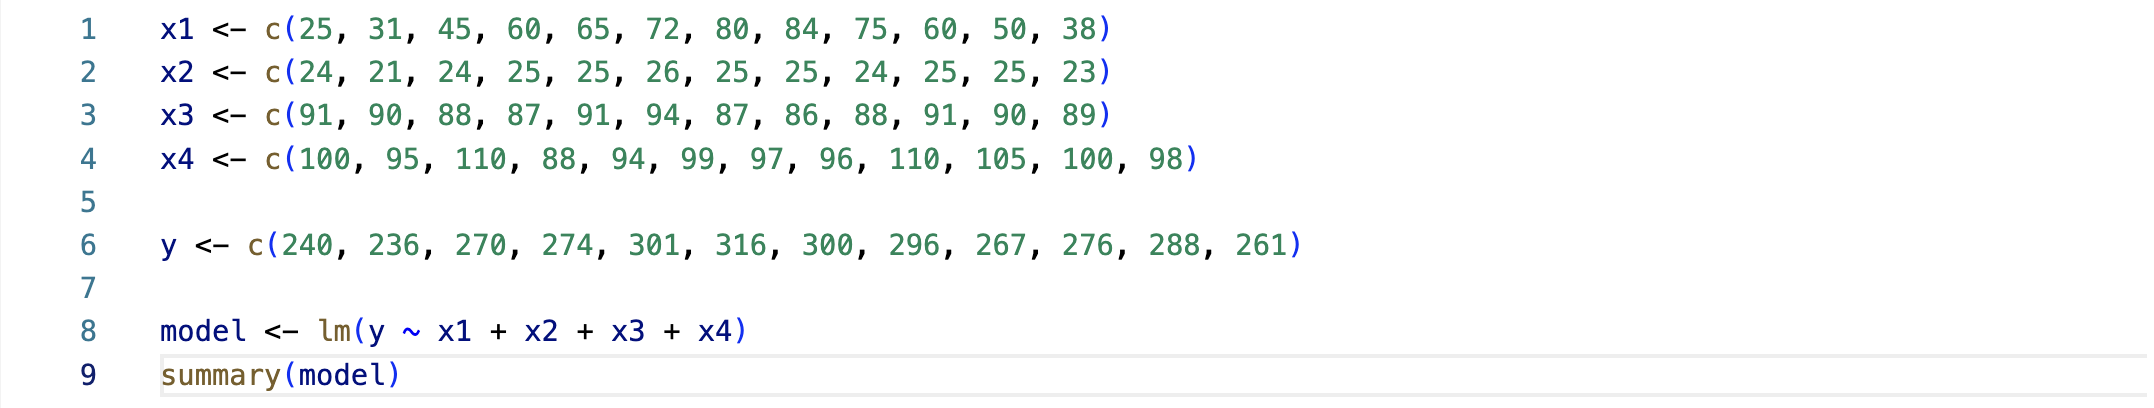 1 x1 <- c(25, 31, 45, 60, 65, 72, 80, 84, 75, 60, 50, 38)
2 x2 <- c(24, 21, 24, 25, 25, 26, 25, 25, 24, 25, 25, 23)
3 x3 <- c(91, 90, 88, 87, 91, 94, 87, 86, 88, 91, 90, 89)
4 x4 <- c(100, 95, 110, 88, 94, 99, 97, 96, 110, 105, 100, 98)
5
6 y <- c(240, 236, 270, 274, 301, 316, 300, 296, 267, 276, 288, 261)
7
8 model <- lm(y ~ x1 + x2 + x3 + x4)
9 summary(model)